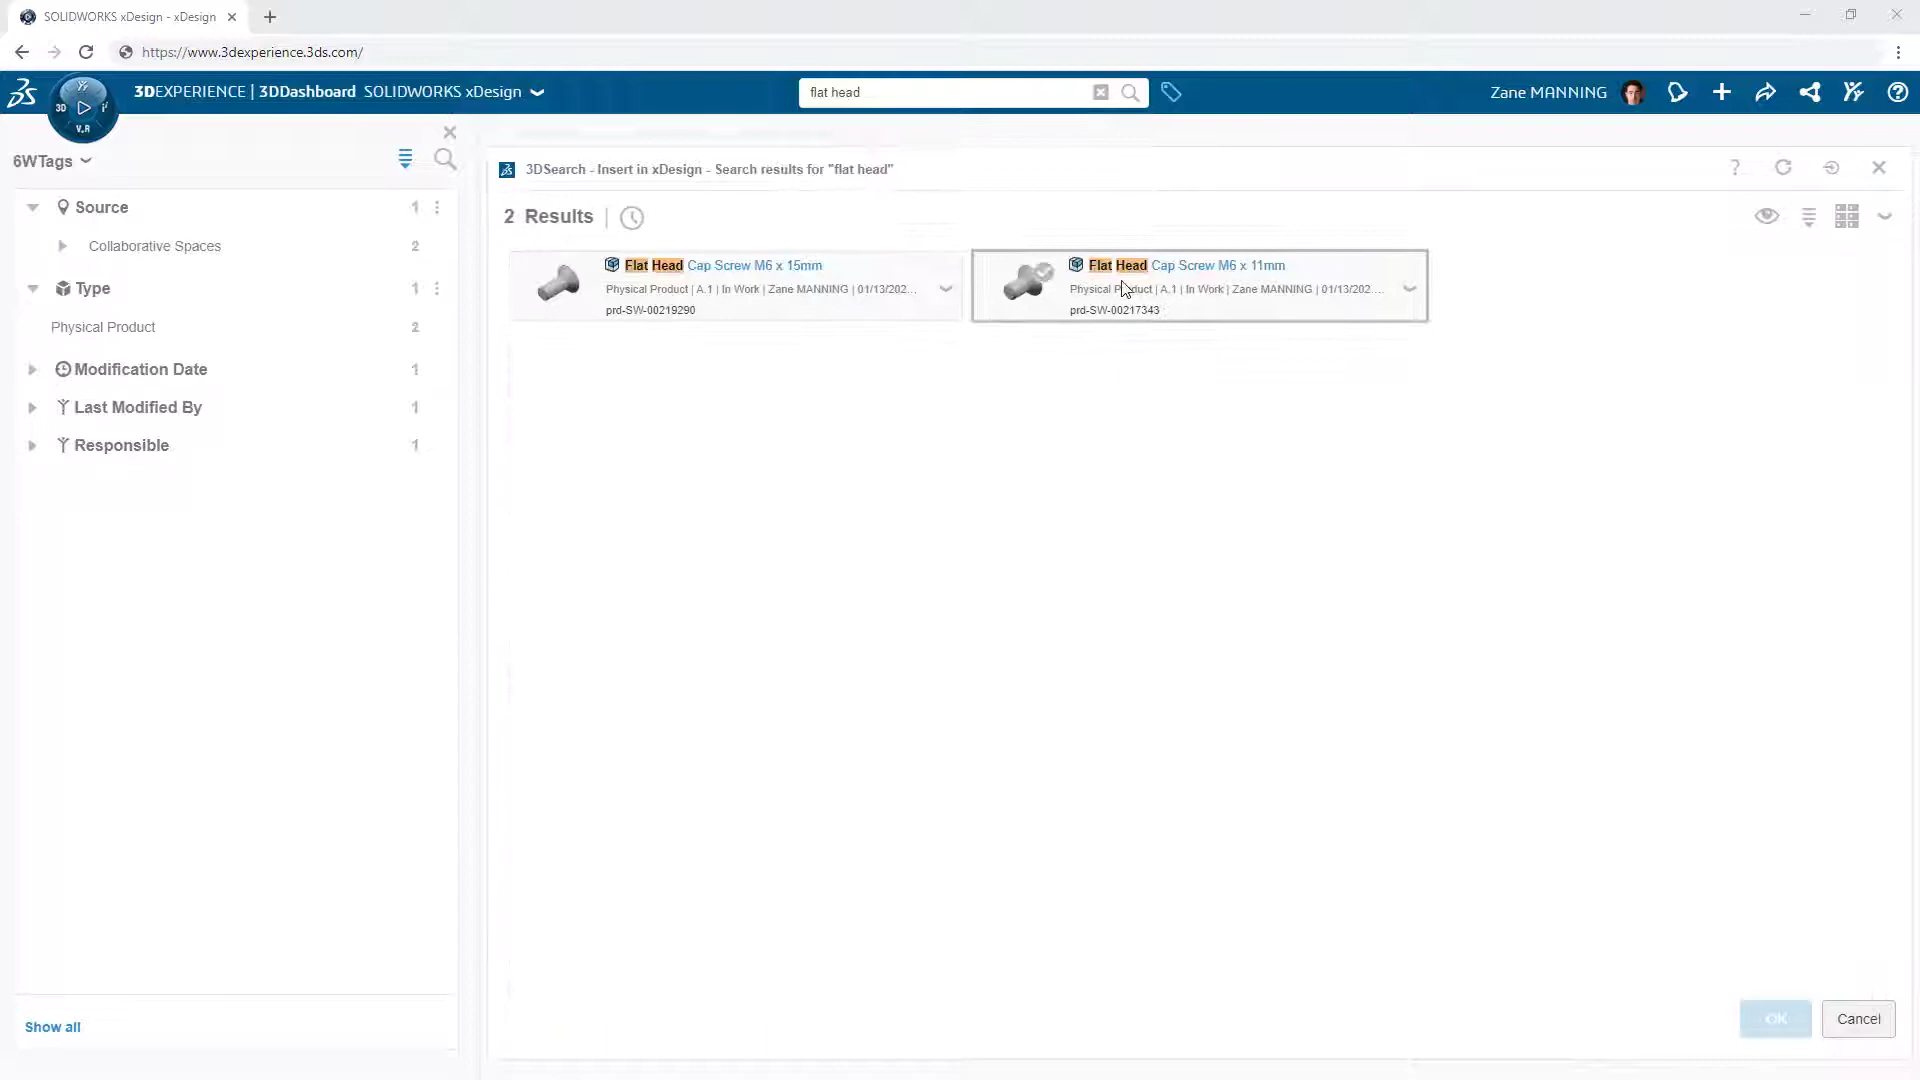 SOLIDWORKS xDesign - xDesign
https://www.3dexperience.3ds.com/
3DEXPERIENCE | 3DDashboard SOLIDWORKS xDesign
flat head
Zane MANNING
3D
V.R
6WTags
Source 1
Collaborative Spaces 2
Type 1
Physical Product 2
Modification Date 1
Last Modified By 1
Responsible 1
Show all
3DSearch - Insert in xDesign - Search results for "flat head"
2 Results
Flat Head Cap Screw M6 x 15mm
Physical Product | A.1 | In Work | Zane MANNING | 01/13/202...
prd-SW-00219290
Flat Head Cap Screw M6 x 11mm
Physical Product | A.1 | In Work | Zane MANNING | 01/13/202...
prd-SW-00217343
OK
Cancel